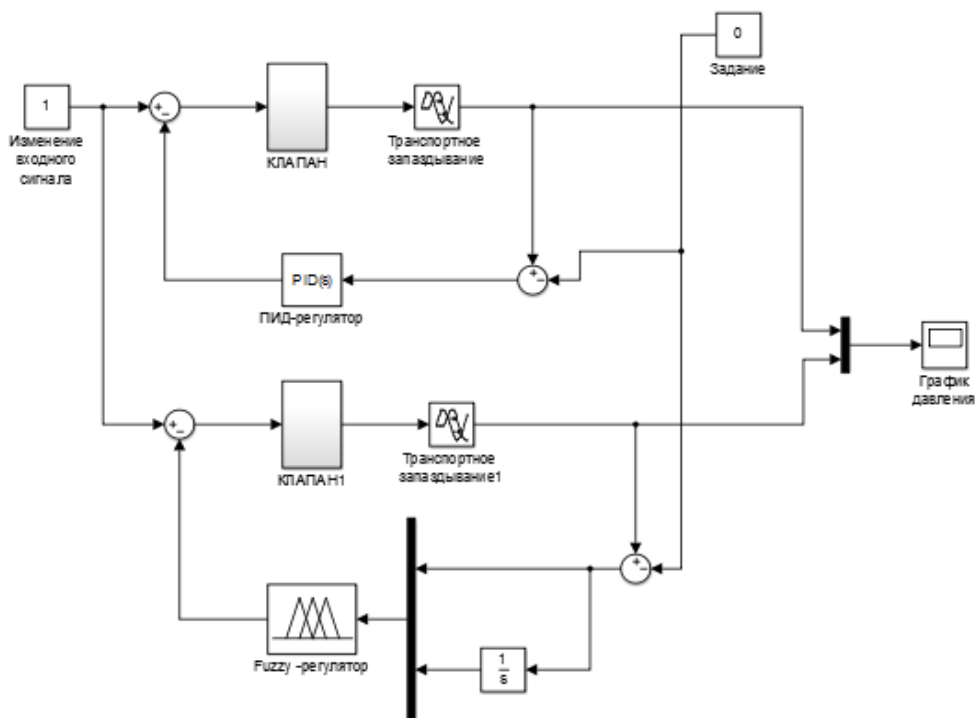 0
Задание
1
Изменение
входного
сигнала
+
−
КЛАПАН
Транспортное
запаздывание
PID(s)
ПИД-регулятор
+
−
+
−
КЛАПАН1
Транспортное
запаздывание1
График
давления
+
−
Fuzzy -регулятор
1
s